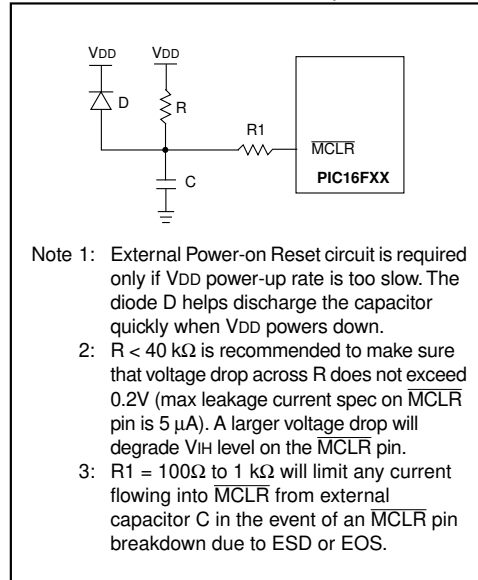 VDD VDD
D
R
R1
MCLR
C
PIC16FXX
Note 1: External Power-on Reset circuit is required
only if VDD power-up rate is too slow. The
diode D helps discharge the capacitor
quickly when VDD powers down.
2: R < 40 kΩ is recommended to make sure
that voltage drop across R does not exceed
0.2V (max leakage current spec on MCLR
pin is 5 μA). A larger voltage drop will
degrade VIH level on the MCLR pin.
3: R1 = 100Ω to 1 kΩ will limit any current
flowing into MCLR from external
capacitor C in the event of an MCLR pin
breakdown due to ESD or EOS.